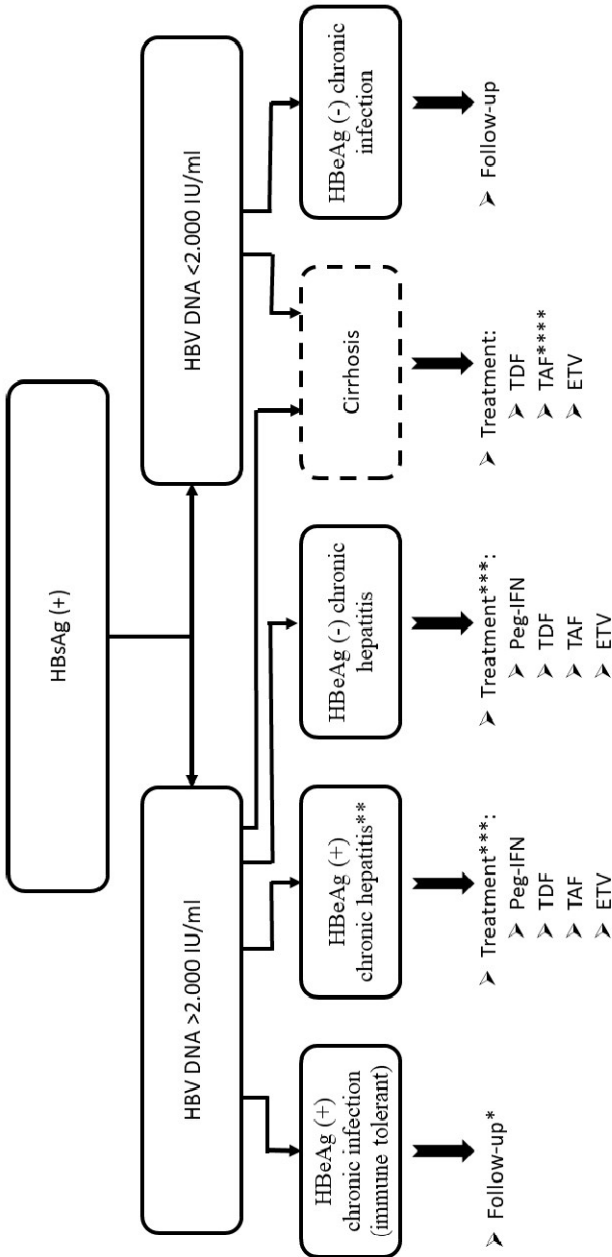 HBsAg (+)
HBV DNA >2.000 IU/ml
HBV DNA <2.000 IU/ml
HBeAg (+)
chronic infection
(immune tolerant)
HBeAg (+)
chronic hepatitis**
HBeAg (-) chronic
hepatitis
Cirrhosis
HBeAg (-) chronic
infection
➢ Follow-up*
➢ Treatment***:
➢ Peg-IFN
➢ TDF
➢ TAF
➢ ETV
➢ Treatment***:
➢ Peg-IFN
➢ TDF
➢ TAF
➢ ETV
➢ Treatment:
➢ TDF
➢ TAF****
➢ ETV
➢ Follow-up